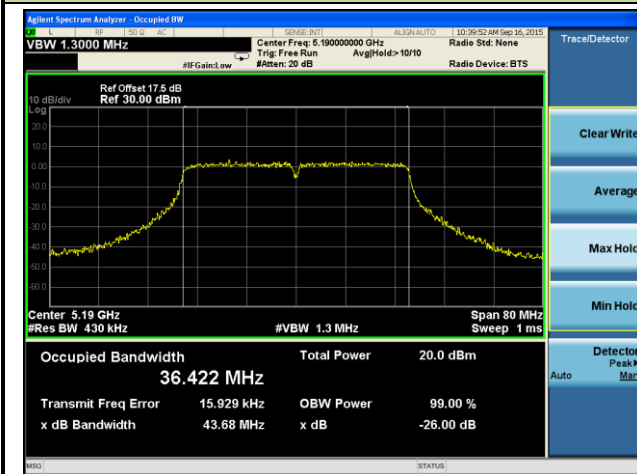 Agilent Spectrum Analyzer - Occupied BW
L RF 50 Ω AC SENSE:INT ALIGN AUTO 10:39:52 AM Sep 16, 2015
VBW 1.3000 MHz Center Freq: 5.190000000 GHz Radio Std: None
Trig: Free Run Avg|Hold:> 10/10
#IFGain:Low #Atten: 20 dB Radio Device: BTS
Ref Offset 17.5 dB
10 dB/div Ref 30.00 dBm
Log
20.0
10.0
0.00
-10.0
-20.0
-30.0
-40.0
-50.0
-60.0
Center 5.19 GHz Span 80 MHz
#Res BW 430 kHz #VBW 1.3 MHz Sweep 1 ms
Occupied Bandwidth Total Power 20.0 dBm
36.422 MHz
Transmit Freq Error 15.929 kHz OBW Power 99.00 %
x dB Bandwidth 43.68 MHz x dB -26.00 dB
MSG STATUS
Trace/Detector
Clear Write
Average
Max Hold
Min Hold
Detector
Peak
Auto Man